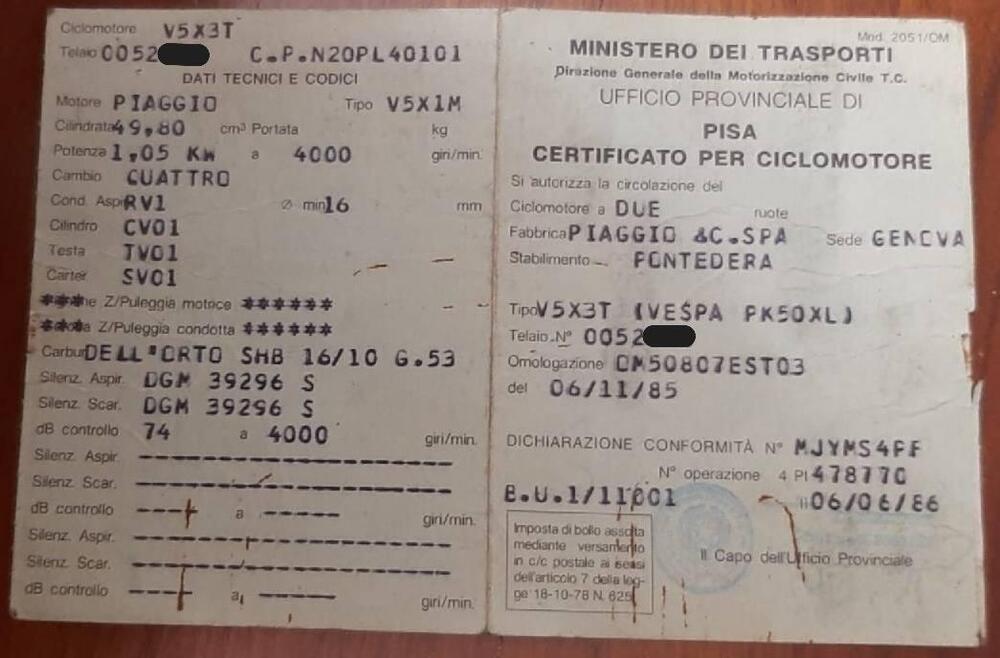 Ciclomotore V5X3T
Telaio 0052 C.P.N20PL40101
DATI TECNICI E CODICI
Motore PIAGGIO Tipo V5X1M
Cilindrata 49,80 cm³ Portata kg
Potenza 1,05 KW a 4000 giri/min.
Cambio QUATTRO
Cond. Aspir RV1 Ø min 16 mm
Cilindro CV01
Testa TV01
Carter SV01
***ne Z/Puleggia motrice ******
***a Z/Puleggia condotta ******
Carbur DELL'ORTO SHB 16/10 G.53
Silenz. Aspir. DGM 39296 S
Silenz. Scar. DGM 39296 S
dB controllo 74 a 4000 giri/min.
Silenz. Aspir. --------------------
Silenz. Scar. --------------------
dB controllo ---- a ----- giri/min.
Silenz. Aspir. --------------------
Silenz. Scar. --------------------
dB controllo ---- a ----- giri/min.
Mod. 2051/OM
MINISTERO DEI TRASPORTI
Direzione Generale della Motorizzazione Civile T.C.
UFFICIO PROVINCIALE DI
PISA
CERTIFICATO PER CICLOMOTORE
Si autorizza la circolazione del
Ciclomotore a DUE ruote
Fabbrica PIAGGIO &C.SPA Sede GENOVA
Stabilimento PONTEDERA
Tipo V5X3T (VESPA PK50XL)
Telaio N° 0052
Omologazione OM50807EST03
del 06/11/85
DICHIARAZIONE CONFORMITÀ N° MJYMS4FF
N° operazione 4 PI 478770
B.U.1/11001 li 06/06/86
Imposta di bollo assolta
mediante versamento
in c/c postale ai sensi
dell'articolo 7 della leg-
ge 18-10-78 N. 625
Il Capo dell'Ufficio Provinciale